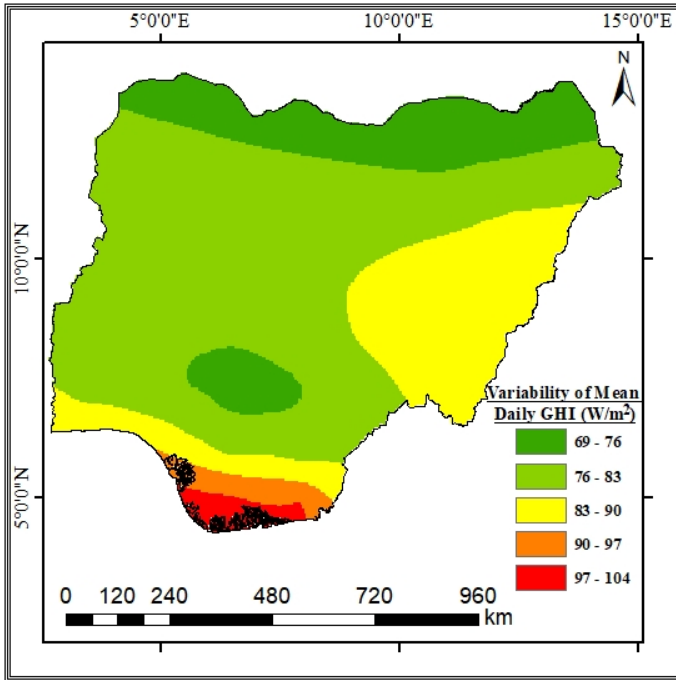 5°0'0"E 10°0'0"E 15°0'0"E
N
10°0'0"N
5°0'0"N
Variability of Mean
Daily GHI (W/m²)
69 - 76
76 - 83
83 - 90
90 - 97
97 - 104
0 120 240 480 720 960
km